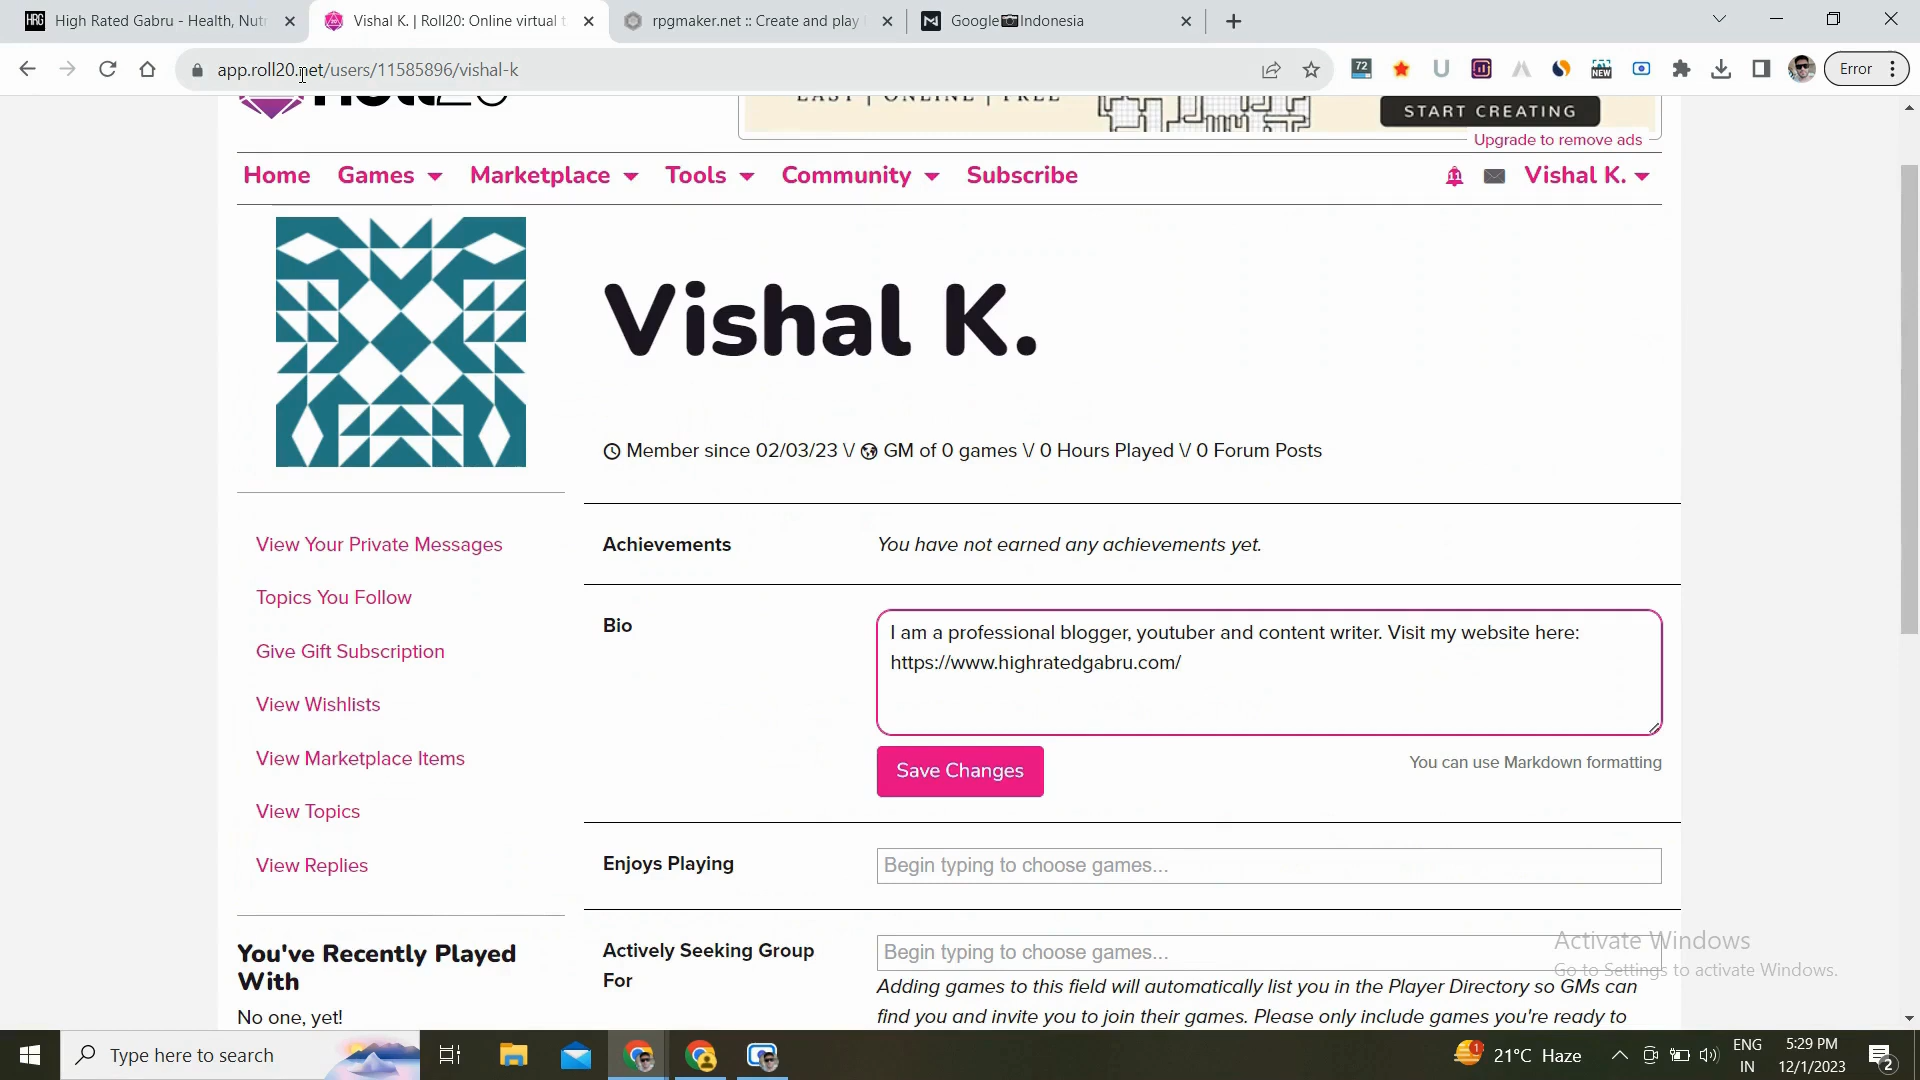 High Rated Gabru - Health, Nutr
Vishal K. | Roll20: Online virtual t
rpgmaker.net :: Create and play
Google Indonesia
app.roll20.net/users/11585896/vishal-k
72
NEW
Error
EAST | ONLINE | FREE
START CREATING
Upgrade to remove ads
Home
Games
Marketplace
Tools
Community
Subscribe
11
Vishal K.
Vishal K.
Member since 02/03/23 \/ GM of 0 games \/ 0 Hours Played \/ 0 Forum Posts
View Your Private Messages
Topics You Follow
Give Gift Subscription
View Wishlists
View Marketplace Items
View Topics
View Replies
You've Recently Played
With
No one, yet!
Achievements
You have not earned any achievements yet.
Bio
I am a professional blogger, youtuber and content writer. Visit my website here:
https://www.highratedgabru.com/
Save Changes
You can use Markdown formatting
Enjoys Playing
Begin typing to choose games...
Actively Seeking Group
For
Begin typing to choose games...
Adding games to this field will automatically list you in the Player Directory so GMs can
find you and invite you to join their games. Please only include games you're ready to
Activate Windows
Go to Settings to activate Windows.
Type here to search
1
21°C Haze
ENG
IN
5:29 PM
12/1/2023
2